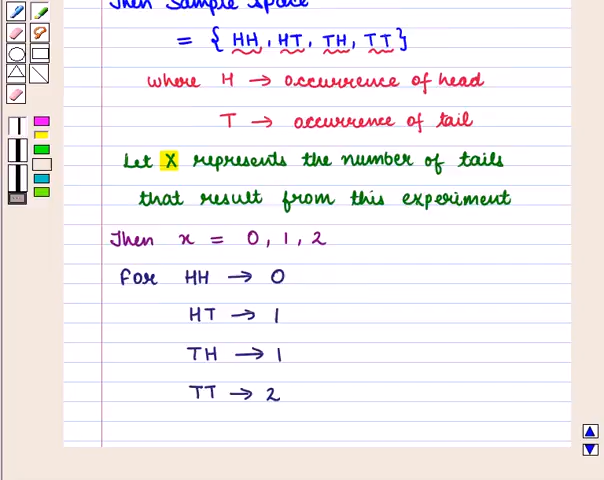 Then Sample space
= { HH, HT, TH, TT }
where H → occurrence of head
T → occurrence of tail
Let X represents the number of tails
that result from this experiment
Then x = 0, 1, 2
For HH → 0
HT → 1
TH → 1
TT → 2